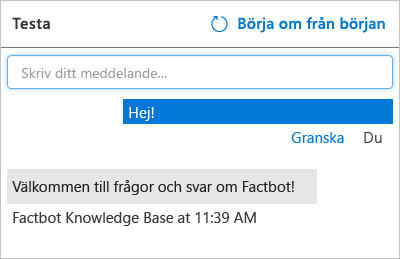 Testa
Börja om från början
Skriv ditt meddelande...
Hej!
Granska Du
Välkommen till frågor och svar om Factbot!
Factbot Knowledge Base at 11:39 AM